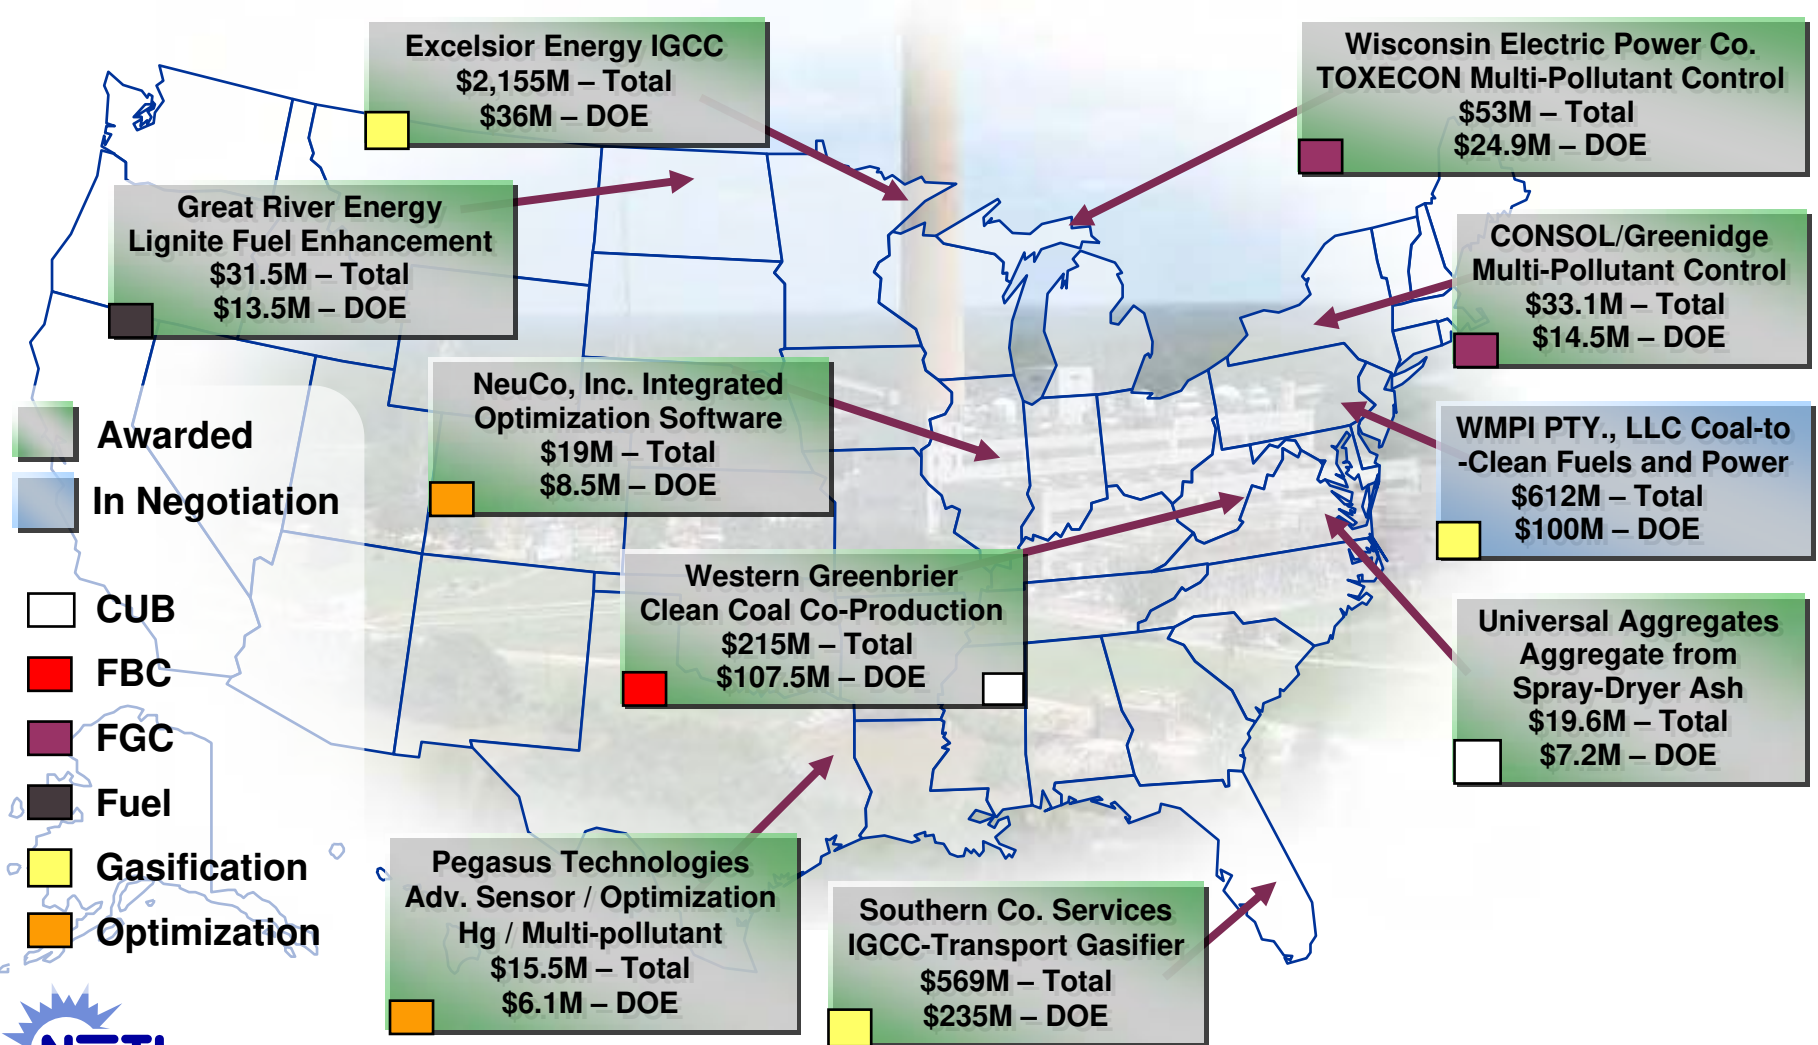 Excelsior Energy IGCC
$2,155M – Total
$36M – DOE
Wisconsin Electric Power Co.
TOXECON Multi-Pollutant Control
$53M – Total
$24.9M – DOE
Great River Energy
Lignite Fuel Enhancement
$31.5M – Total
$13.5M – DOE
CONSOL/Greenidge
Multi-Pollutant Control
$33.1M – Total
$14.5M – DOE
NeuCo, Inc. Integrated
Optimization Software
$19M – Total
$8.5M – DOE
WMPI PTY., LLC Coal-to
-Clean Fuels and Power
$612M – Total
$100M – DOE
Western Greenbrier
Clean Coal Co-Production
$215M – Total
$107.5M – DOE
Universal Aggregates
Aggregate from
Spray-Dryer Ash
$19.6M – Total
$7.2M – DOE
Pegasus Technologies
Adv. Sensor / Optimization
Hg / Multi-pollutant
$15.5M – Total
$6.1M – DOE
Southern Co. Services
IGCC-Transport Gasifier
$569M – Total
$235M – DOE
Awarded
In Negotiation
CUB
FBC
FGC
Fuel
Gasification
Optimization
NETL